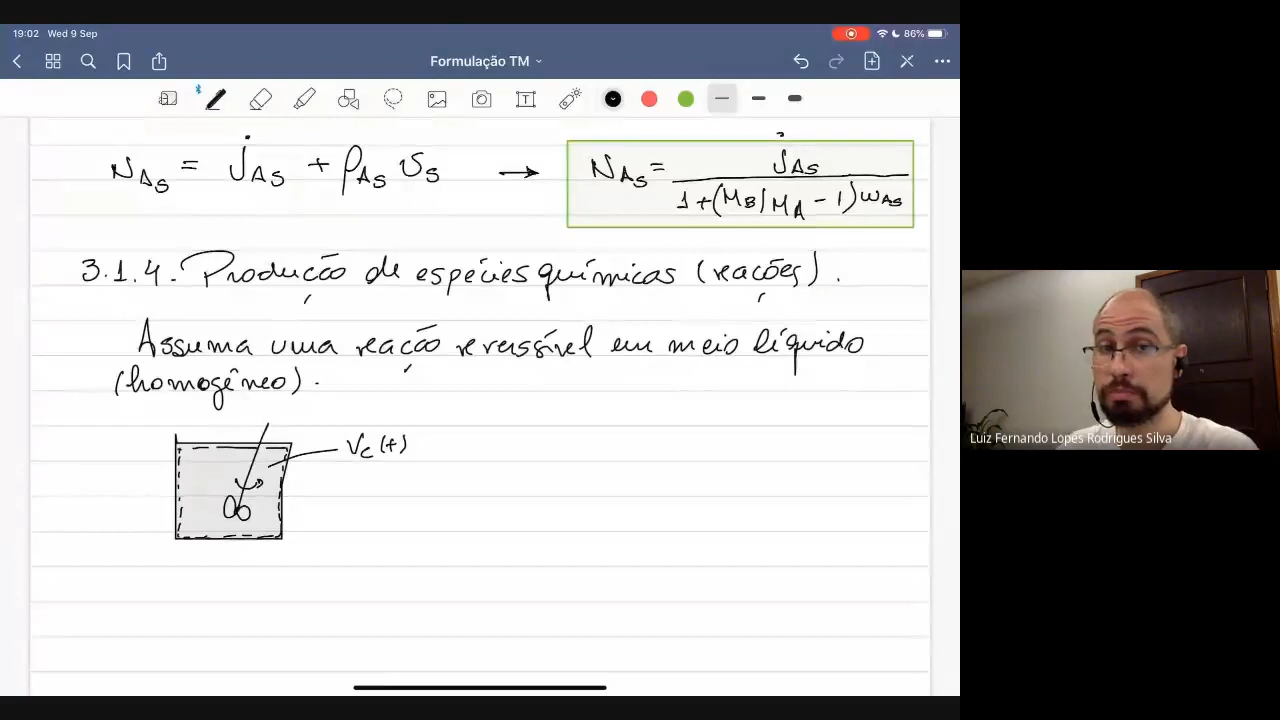 19:02 Wed 9 Sep
86%
Formulação TM
N_AS = j_AS + ρ_AS v_S → N_AS = j_AS / (1 + (M_B/M_A - 1) ω_AS)
3.1.4. Produção de espécies químicas (reações).
Assuma uma reação reversível em meio líquido
(homogêneo).
V_C(t)
Luiz Fernando Lopes Rodrigues Silva